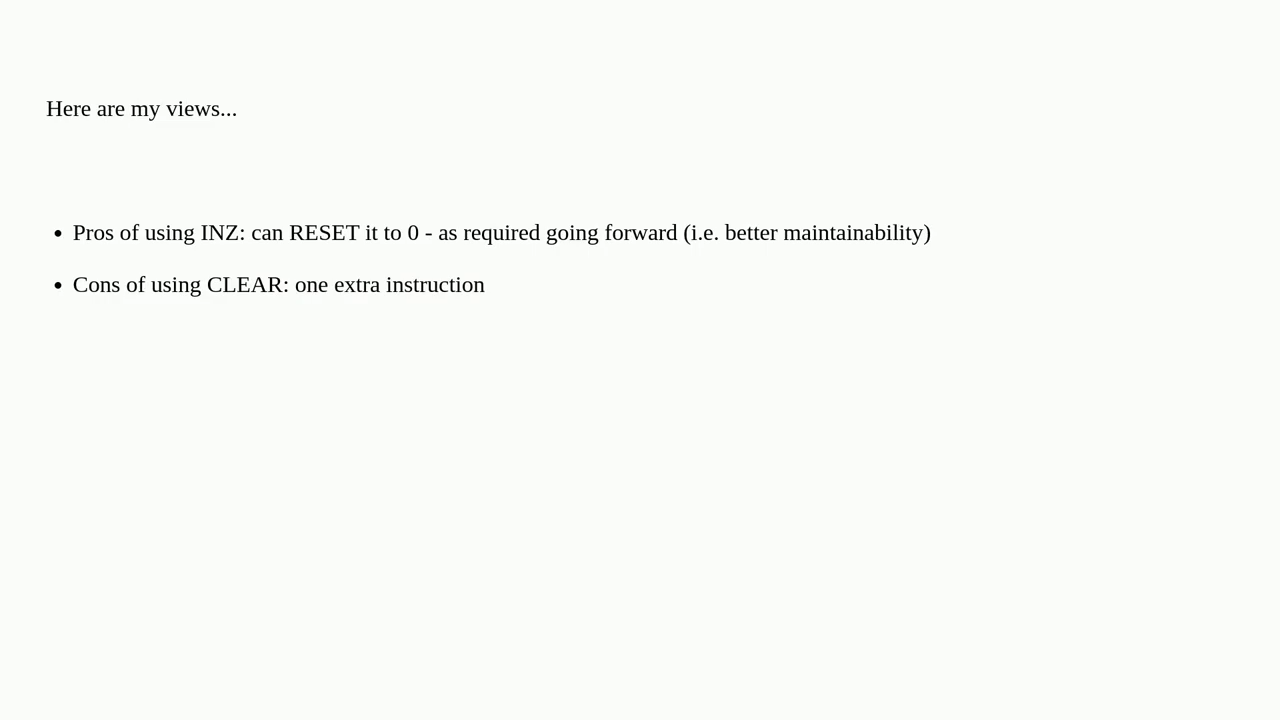 Here are my views...
• Pros of using INZ: can RESET it to 0 - as required going forward (i.e. better maintainability)
• Cons of using CLEAR: one extra instruction